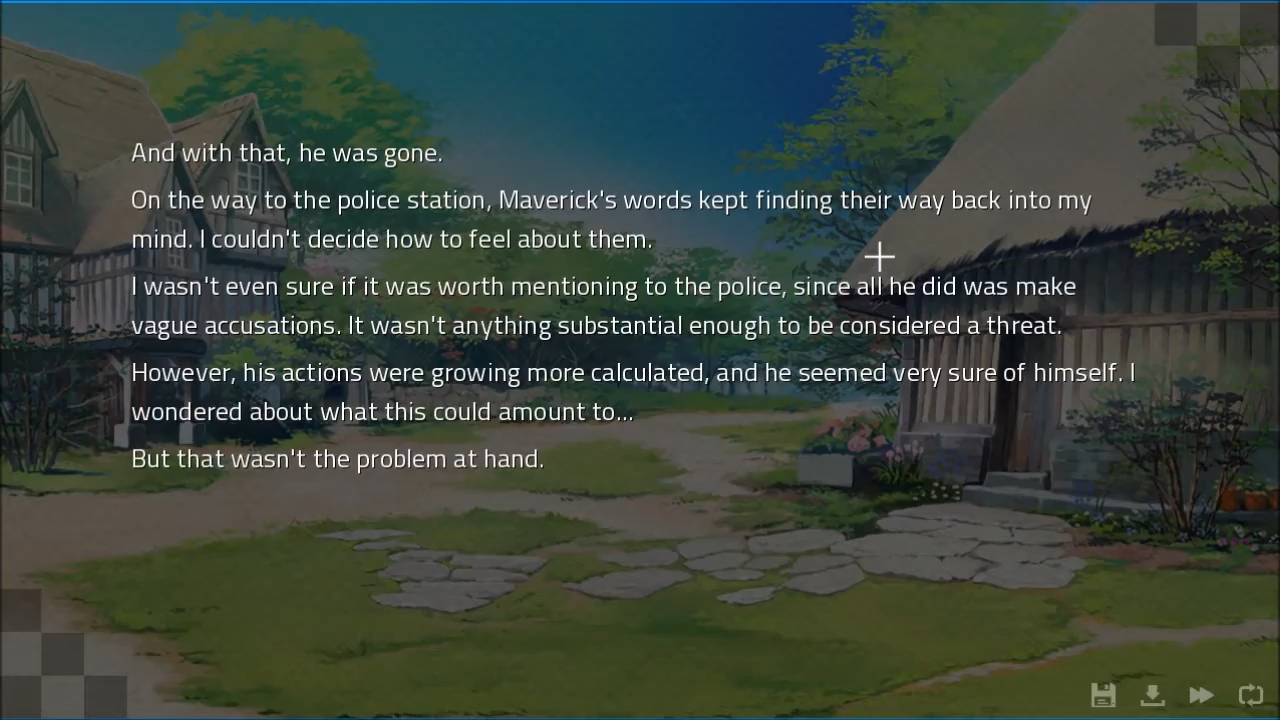 And with that, he was gone.
On the way to the police station, Maverick's words kept finding their way back into my
mind. I couldn't decide how to feel about them.
I wasn't even sure if it was worth mentioning to the police, since all he did was make
vague accusations. It wasn't anything substantial enough to be considered a threat.
However, his actions were growing more calculated, and he seemed very sure of himself. I
wondered about what this could amount to...
But that wasn't the problem at hand.